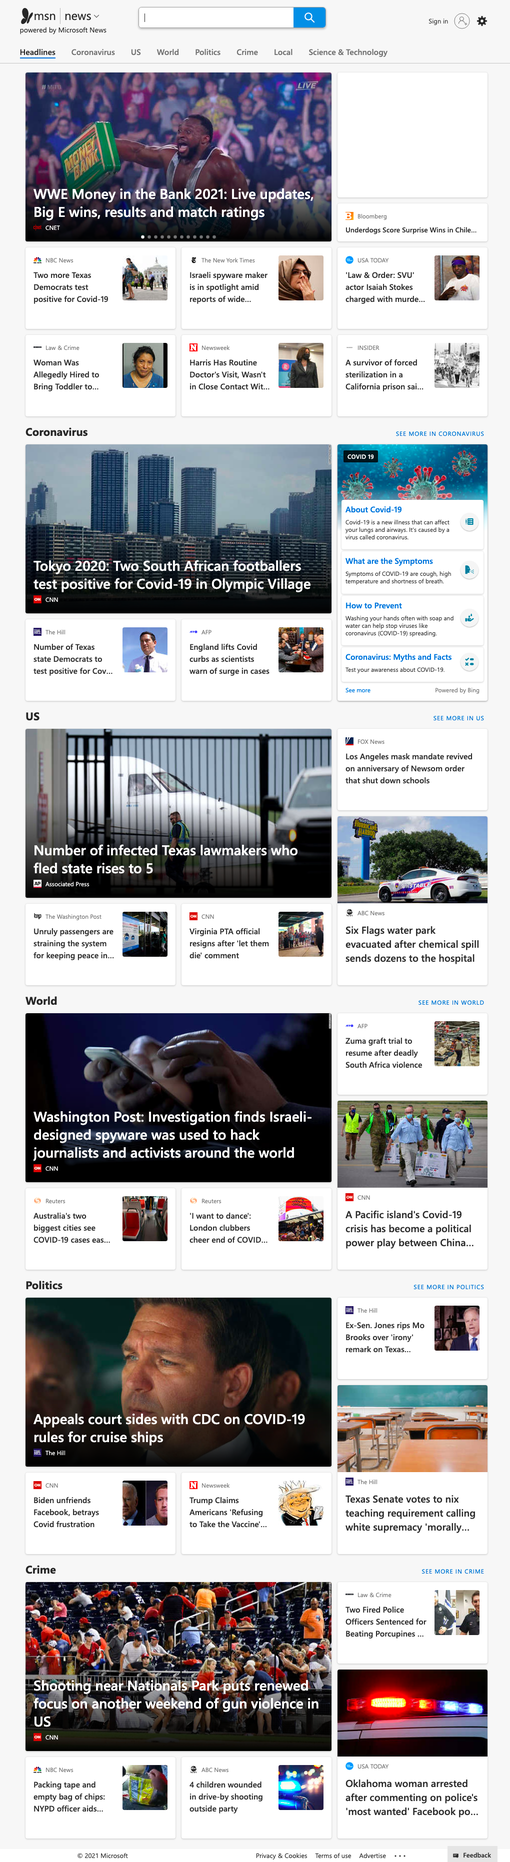 msn | news
powered by Microsoft News
Sign in
Headlines Coronavirus US World Politics Crime Local Science & Technology
LIVE
MONEY
BANK
WWE Money in the Bank 2021: Live updates,
Big E wins, results and match ratings
CNET
Bloomberg
Underdogs Score Surprise Wins in Chile...
NBC News
Two more Texas
Democrats test
positive for Covid-19
The New York Times
Israeli spyware maker
is in spotlight amid
reports of wide...
USA TODAY
'Law & Order: SVU'
actor Isaiah Stokes
charged with murde...
Law & Crime
Woman Was
Allegedly Hired to
Bring Toddler to...
Newsweek
Harris Has Routine
Doctor's Visit, Wasn't
in Close Contact Wit...
INSIDER
A survivor of forced
sterilization in a
California prison sai...
Coronavirus
SEE MORE IN CORONAVIRUS
Tokyo 2020: Two South African footballers
test positive for Covid-19 in Olympic Village
CNN
COVID 19
About Covid-19
Covid-19 is a new illness that can affect
your lungs and airways. It's caused by a
virus called coronavirus.
What are the Symptoms
Symptoms of COVID-19 are cough, high
temperature and shortness of breath.
How to Prevent
Washing your hands often with soap and
water can help stop viruses like
coronavirus (COVID-19) spreading.
Coronavirus: Myths and Facts
Test your awareness about COVID-19.
See more
Powered by Bing
The Hill
Number of Texas
state Democrats to
test positive for Cov...
AFP
England lifts Covid
curbs as scientists
warn of surge in cases
US
SEE MORE IN US
Number of infected Texas lawmakers who
fled state rises to 5
Associated Press
FOX News
Los Angeles mask mandate revived
on anniversary of Newsom order
that shut down schools
ABC News
Six Flags water park
evacuated after chemical spill
sends dozens to the hospital
The Washington Post
Unruly passengers are
straining the system
for keeping peace in...
CNN
Virginia PTA official
resigns after 'let them
die' comment
World
SEE MORE IN WORLD
Washington Post: Investigation finds Israeli-
designed spyware was used to hack
journalists and activists around the world
CNN
AFP
Zuma graft trial to
resume after deadly
South Africa violence
CNN
A Pacific island's Covid-19
crisis has become a political
power play between China...
Reuters
Australia's two
biggest cities see
COVID-19 cases eas...
Reuters
'I want to dance':
London clubbers
cheer end of COVID...
Politics
SEE MORE IN POLITICS
Appeals court sides with CDC on COVID-19
rules for cruise ships
The Hill
The Hill
Ex-Sen. Jones rips Mo
Brooks over 'irony'
remark on Texas...
The Hill
Texas Senate votes to nix
teaching requirement calling
white supremacy 'morally...
CNN
Biden unfriends
Facebook, betrays
Covid frustration
Newsweek
Trump Claims
Americans 'Refusing
to Take the Vaccine'...
Crime
SEE MORE IN CRIME
Shooting near Nationals Park puts renewed
focus on another weekend of gun violence in
US
CNN
Law & Crime
Two Fired Police
Officers Sentenced for
Beating Porcupines ...
USA TODAY
Oklahoma woman arrested
after commenting on police's
'most wanted' Facebook po...
NBC News
Packing tape and
empty bag of chips:
NYPD officer aids...
ABC News
4 children wounded
in drive-by shooting
outside party
© 2021 Microsoft
Privacy & Cookies Terms of use Advertise ...
Feedback